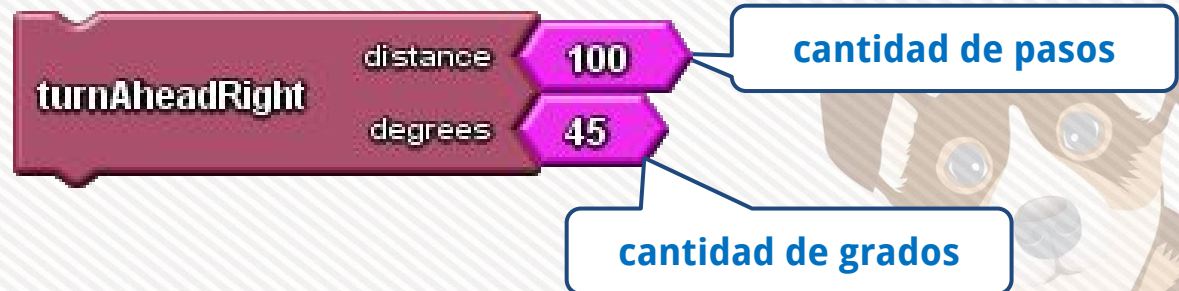 distance 100 cantidad de pasos
turnAheadRight
degrees 45
cantidad de grados